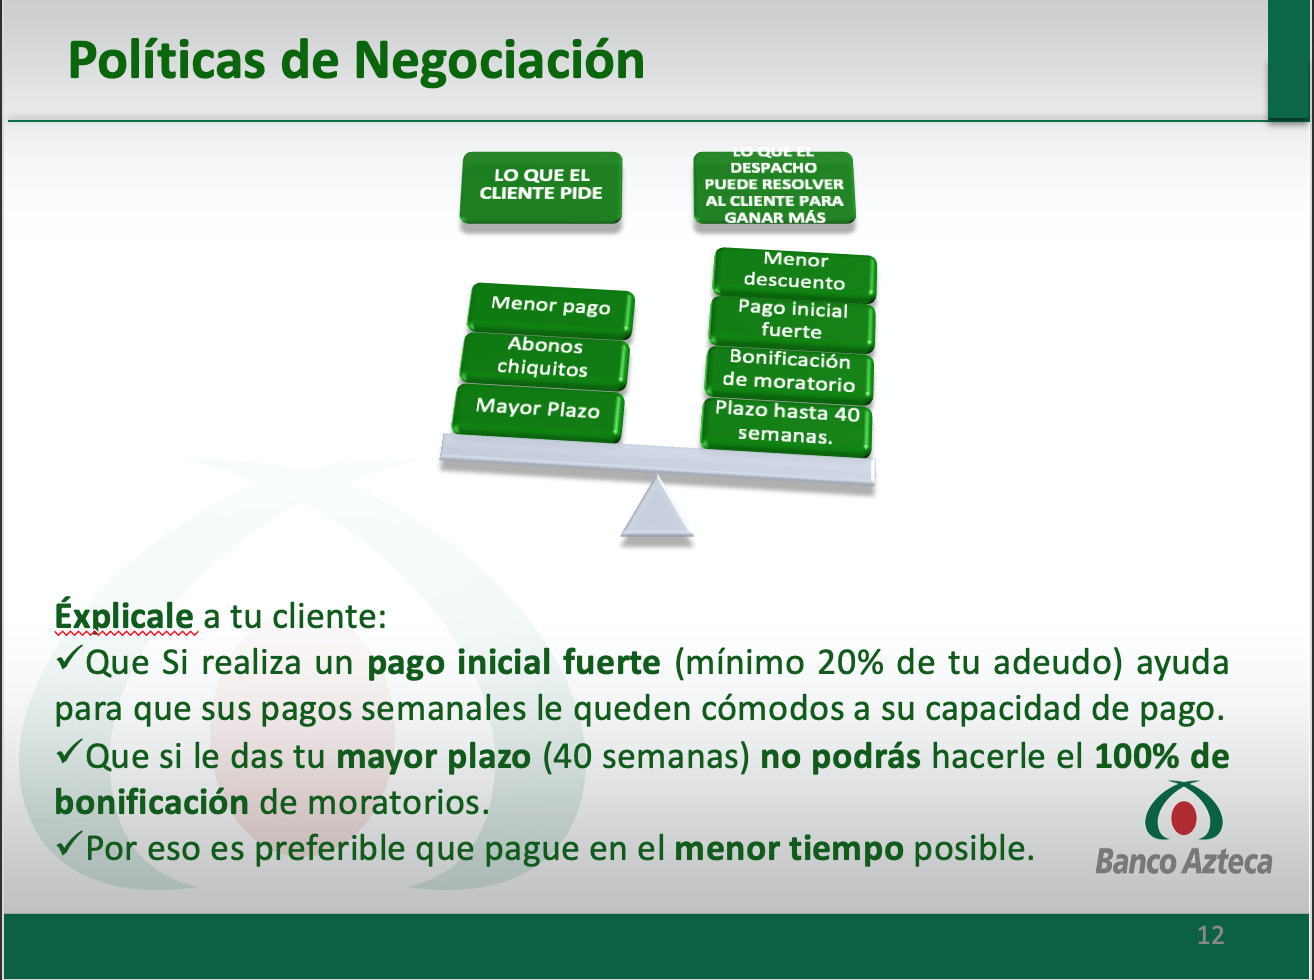 Políticas de Negociación
LO QUE EL
CLIENTE PIDE
LO QUE EL
DESPACHO
PUEDE RESOLVER
AL CLIENTE PARA
GANAR MÁS
Menor pago
Abonos
chiquitos
Mayor Plazo
Menor
descuento
Pago inicial
fuerte
Bonificación
de moratorio
Plazo hasta 40
semanas.
Éxplicale a tu cliente:
✓Que Si realiza un pago inicial fuerte (mínimo 20% de tu adeudo) ayuda
para que sus pagos semanales le queden cómodos a su capacidad de pago.
✓Que si le das tu mayor plazo (40 semanas) no podrás hacerle el 100% de
bonificación de moratorios.
✓Por eso es preferible que pague en el menor tiempo posible.
Banco Azteca
12